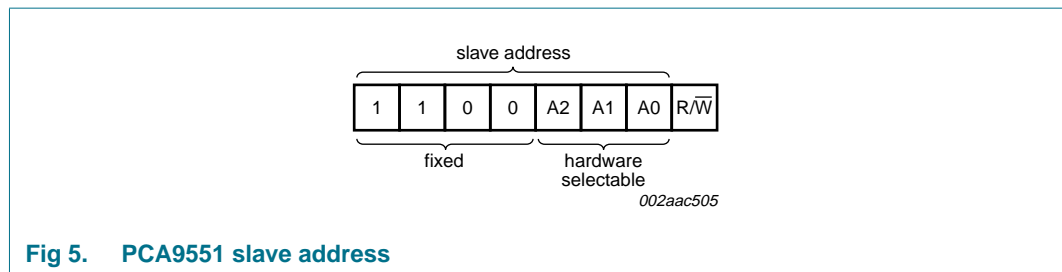 slave address
1 1 0 0 A2 A1 A0 R/W̅
fixed
hardware
selectable
002aac505
Fig 5. PCA9551 slave address